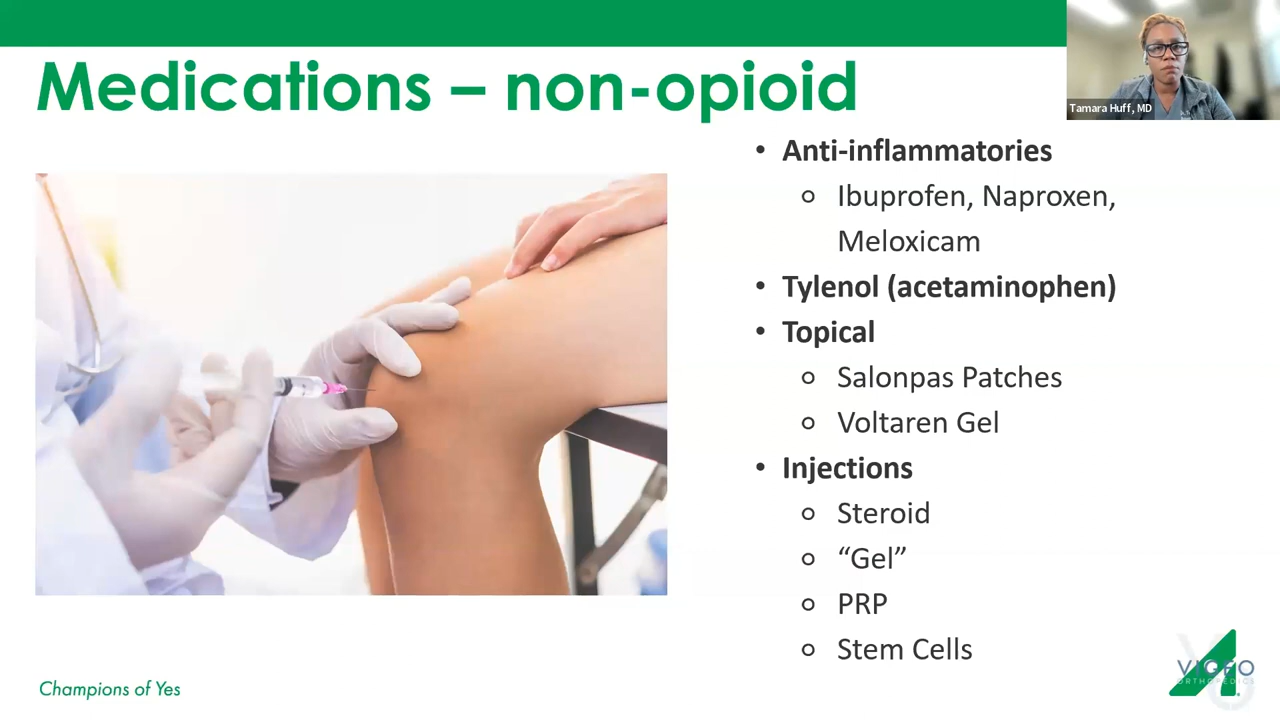 Medications – non-opioid
Tamara Huff, MD
• Anti-inflammatories
o Ibuprofen, Naproxen,
Meloxicam
• Tylenol (acetaminophen)
• Topical
o Salonpas Patches
o Voltaren Gel
• Injections
o Steroid
o “Gel”
o PRP
o Stem Cells
Champions of Yes
ORTHOPEDICS